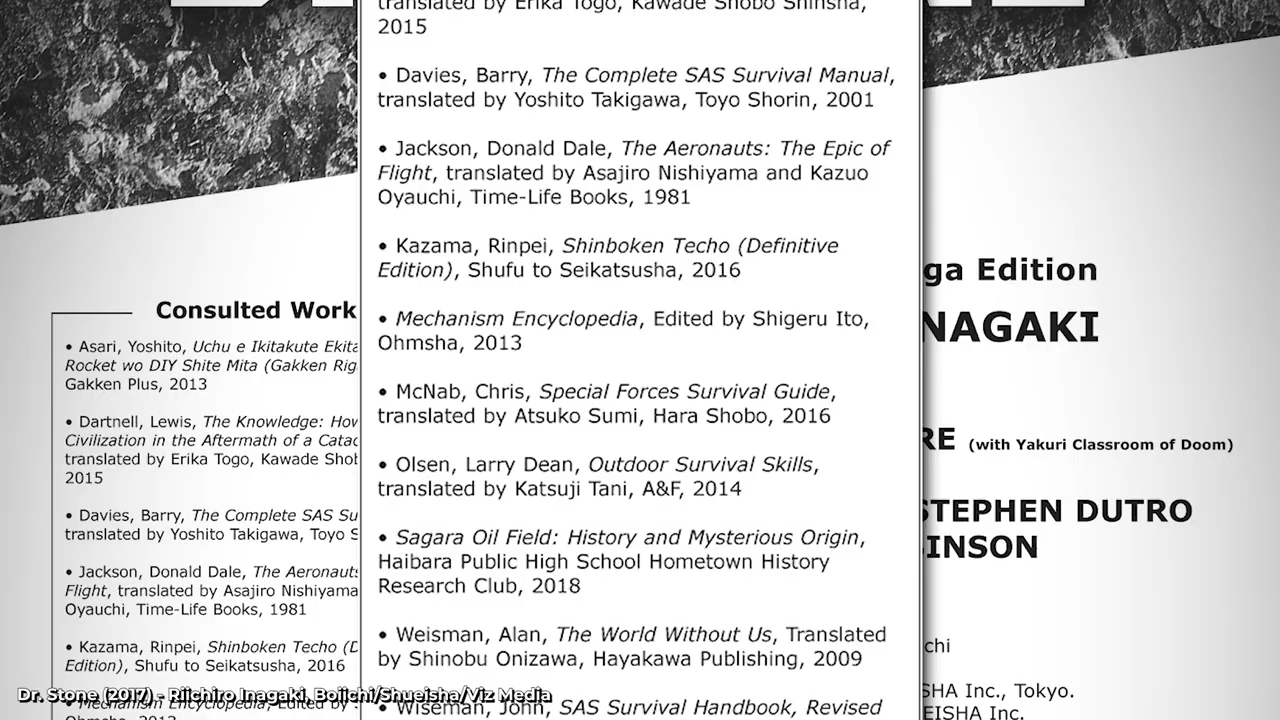 Consulted Work
• Asari, Yoshito, Uchu e Ikitakute
Rocket wo DIY Shite Mita (Gakken
Gakken Plus, 2013
• Dartnell, Lewis, The Knowledge:
Civilization in the Aftermath of a
translated by Erika Togo, Kawade
2015
• Davies, Barry, The Complete SAS
translated by Yoshito Takigawa, Toyo
• Jackson, Donald Dale, The
Flight, translated by Asajiro Nishiyama
Oyauchi, Time-Life Books, 1981
• Kazama, Rinpei, Shinboken Techo
Edition), Shufu to Seikatsusha, 2016
Mechanism Encyclopedia, Edited by
translated by Erika Togo, Kawade Shobo Shinsha,
2015
• Davies, Barry, The Complete SAS Survival Manual,
translated by Yoshito Takigawa, Toyo Shorin, 2001
• Jackson, Donald Dale, The Aeronauts: The Epic of
Flight, translated by Asajiro Nishiyama and Kazuo
Oyauchi, Time-Life Books, 1981
• Kazama, Rinpei, Shinboken Techo (Definitive
Edition), Shufu to Seikatsusha, 2016
• Mechanism Encyclopedia, Edited by Shigeru Ito,
Ohmsha, 2013
• McNab, Chris, Special Forces Survival Guide,
translated by Atsuko Sumi, Hara Shobo, 2016
• Olsen, Larry Dean, Outdoor Survival Skills,
translated by Katsuji Tani, A&F, 2014
• Sagara Oil Field: History and Mysterious Origin,
Haibara Public High School Hometown History
Research Club, 2018
• Weisman, Alan, The World Without Us, Translated
by Shinobu Onizawa, Hayakawa Publishing, 2009
• Wiseman, John, SAS Survival Handbook, Revised
ga Edition
NAGAKI
RE (with Yakuri Classroom of Doom)
STEPHEN DUTRO
INSON
chi
SHA Inc., Tokyo.
EISHA Inc.
Dr. Stone (2017) - Riichiro Inagaki, Boiichi/Shueisha/Viz Media